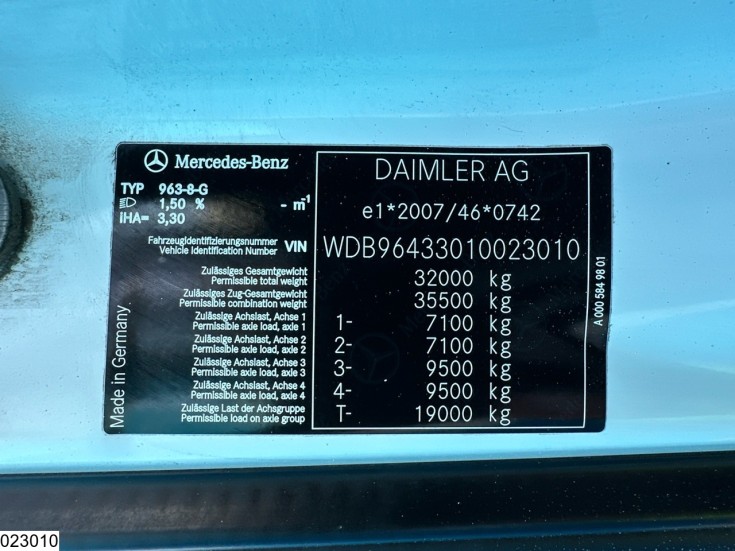 Mercedes-Benz
TYP 963-8-G
1,50 % - m-1
iHA= 3,30
DAIMLER AG
e1*2007/46*0742
Fahrzeugidentifizierungsnummer
Vehicle Identification Number VIN WDB96433010023010
Zulässiges Gesamtgewicht
Permissible total weight 32000 kg
Zulässiges Zug-Gesamtgewicht
Permissible combination weight 35500 kg
Zulässige Achslast, Achse 1
Permissible axle load, axle 1 1- 7100 kg
Zulässige Achslast, Achse 2
Permissible axle load, axle 2 2- 7100 kg
Zulässige Achslast, Achse 3
Permissible axle load, axle 3 3- 9500 kg
Zulässige Achslast, Achse 4
Permissible axle load, axle 4 4- 9500 kg
Zulässige Last der Achsgruppe
Permissible load on axle group T- 19000 kg
Made in Germany
A 000 584 98 01
023010